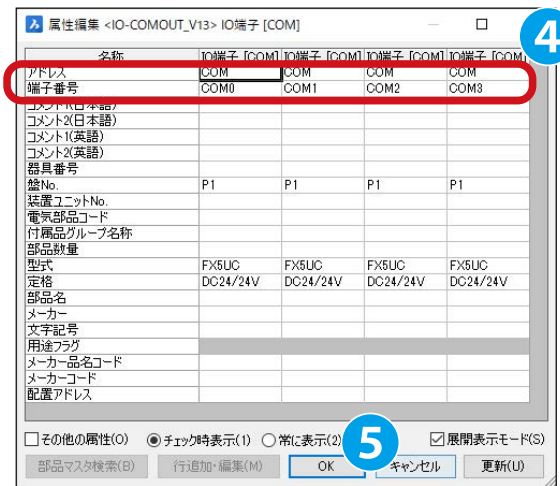 属性編集 <IO-COMOUT_V13> IO端子 [COM]
4
名称 IO端子 [COM] IO端子 [COM] IO端子 [COM] IO端子 [COM]
アドレス COM COM COM COM
端子番号 COM0 COM1 COM2 COM3
コメント1(日本語)
コメント2(日本語)
コメント1(英語)
コメント2(英語)
器具番号
盤No. P1 P1 P1 P1
装置ユニットNo.
電気部品コード
付属品グループ名称
部品数量
型式 FX5UC FX5UC FX5UC FX5UC
定格 DC24/24V DC24/24V DC24/24V DC24/24V
部品名
メーカー
文字記号
用途フラグ
メーカー品名コード
メーカーコード
配置アドレス
その他の属性(O) チェック時表示(1) 常に表示(2) 展開表示モード(S)
5
部品マスタ検索(B) 行追加・編集(M) OK キャンセル 更新(U)